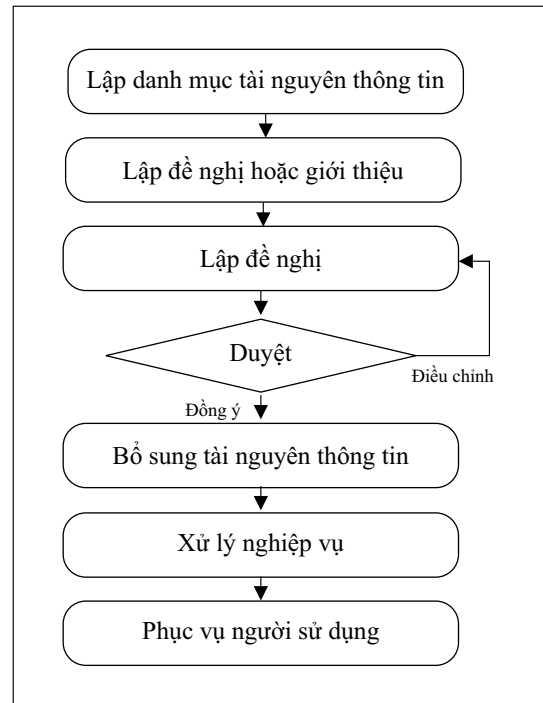 Lập danh mục tài nguyên thông tin
Lập đề nghị hoặc giới thiệu
Lập đề nghị
Duyệt
Điều chỉnh
Đồng ý
Bổ sung tài nguyên thông tin
Xử lý nghiệp vụ
Phục vụ người sử dụng